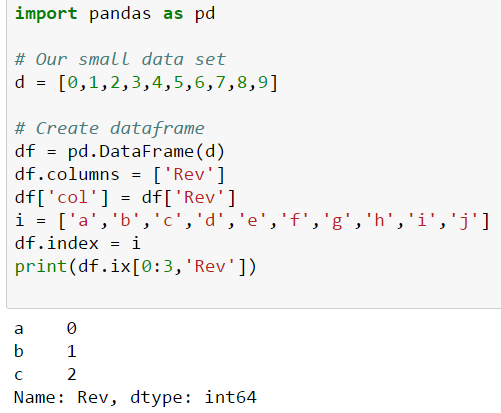 import pandas as pd
# Our small data set
d = [0,1,2,3,4,5,6,7,8,9]
# Create dataframe
df = pd.DataFrame(d)
df.columns = ['Rev']
df['col'] = df['Rev']
i = ['a','b','c','d','e','f','g','h','i','j']
df.index = i
print(df.ix[0:3,'Rev'])
a    0
b    1
c    2
Name: Rev, dtype: int64